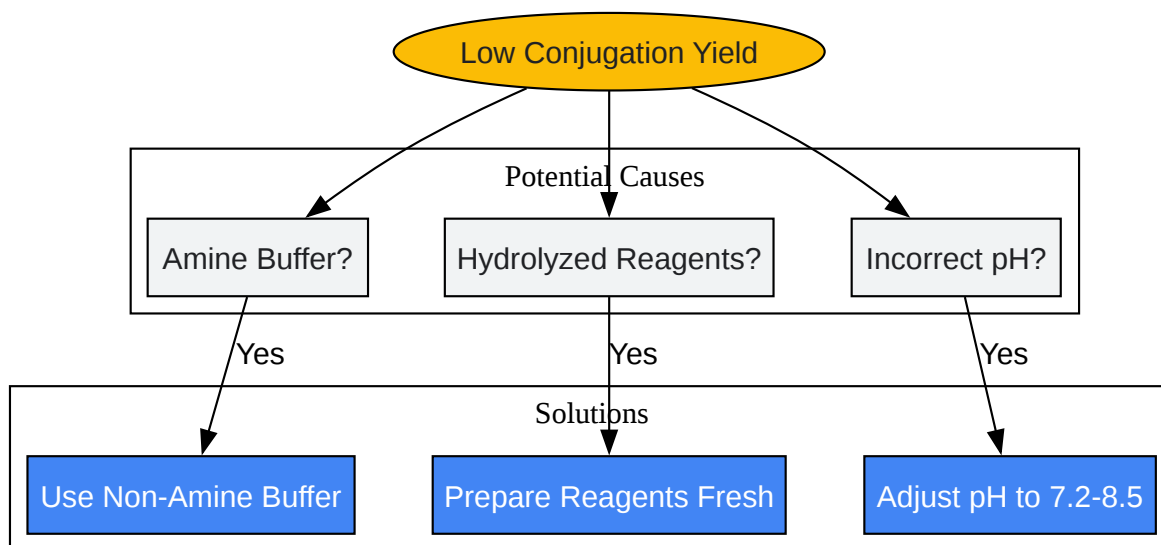 Low Conjugation Yield
Potential Causes
Amine Buffer?
Hydrolyzed Reagents?
Incorrect pH?
Yes
Yes
Yes
Solutions
Use Non-Amine Buffer
Prepare Reagents Fresh
Adjust pH to 7.2-8.5